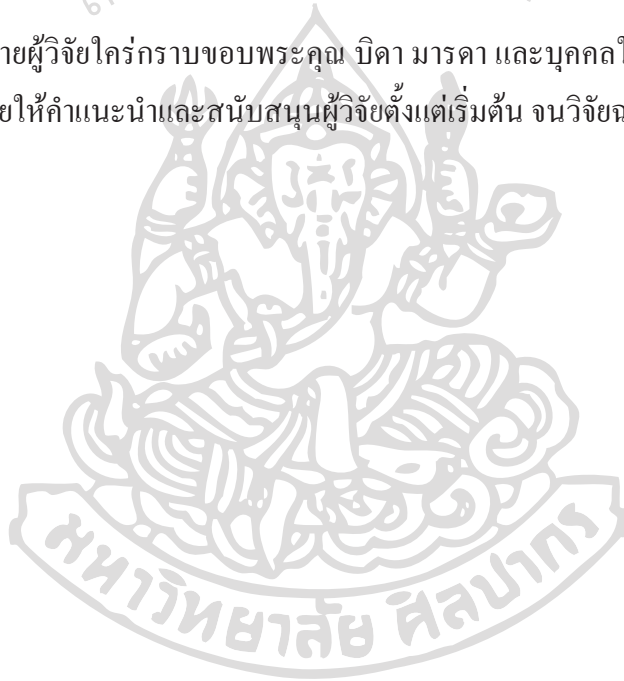 ายผู้วิจัยใคร่กราบขอบพระคุณ บิดา มารดา และบุคคลใ
ยให้คำแนะนำและสนับสนุนผู้วิจัยตั้งแต่เริ่มต้น จนวิจัยฉ
มหาวิทยาลัย ศิลปากร